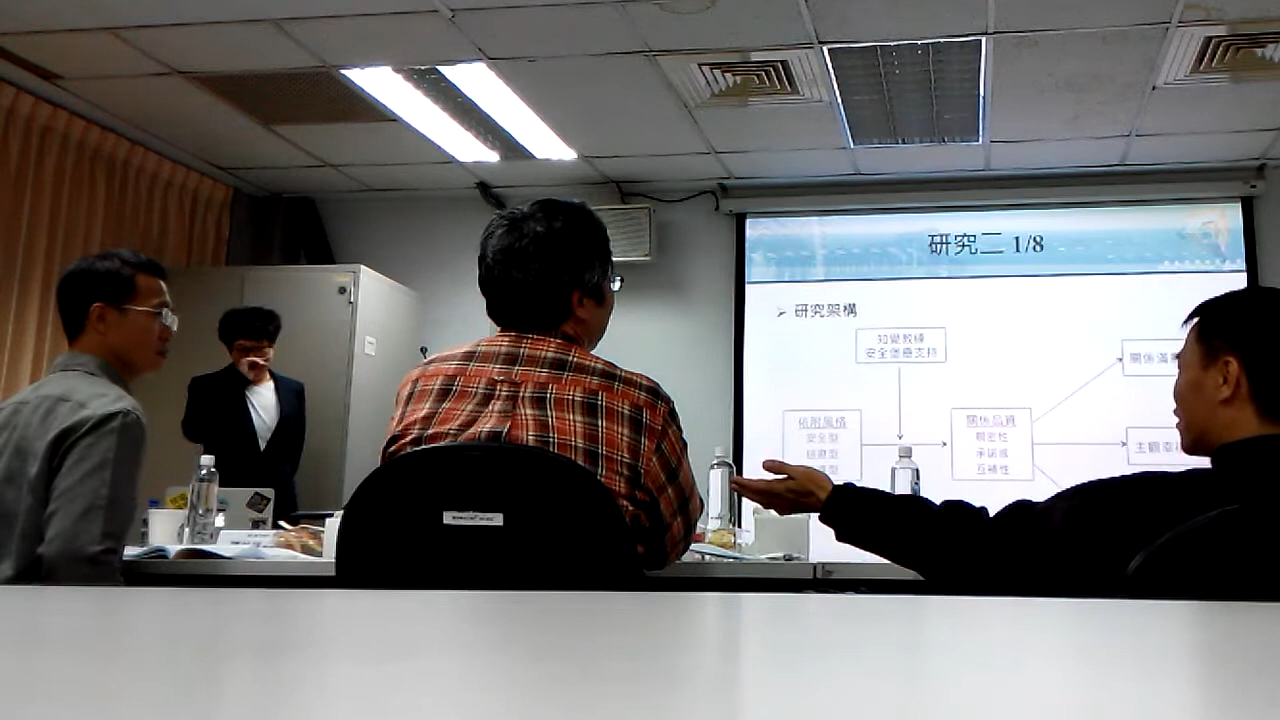 研究二 1/8
➢ 研究架構
知覺教練
安全堡壘支持
關係滿
依附風格
安全型
關係品質
親密性
承諾感
互補性
主觀幸